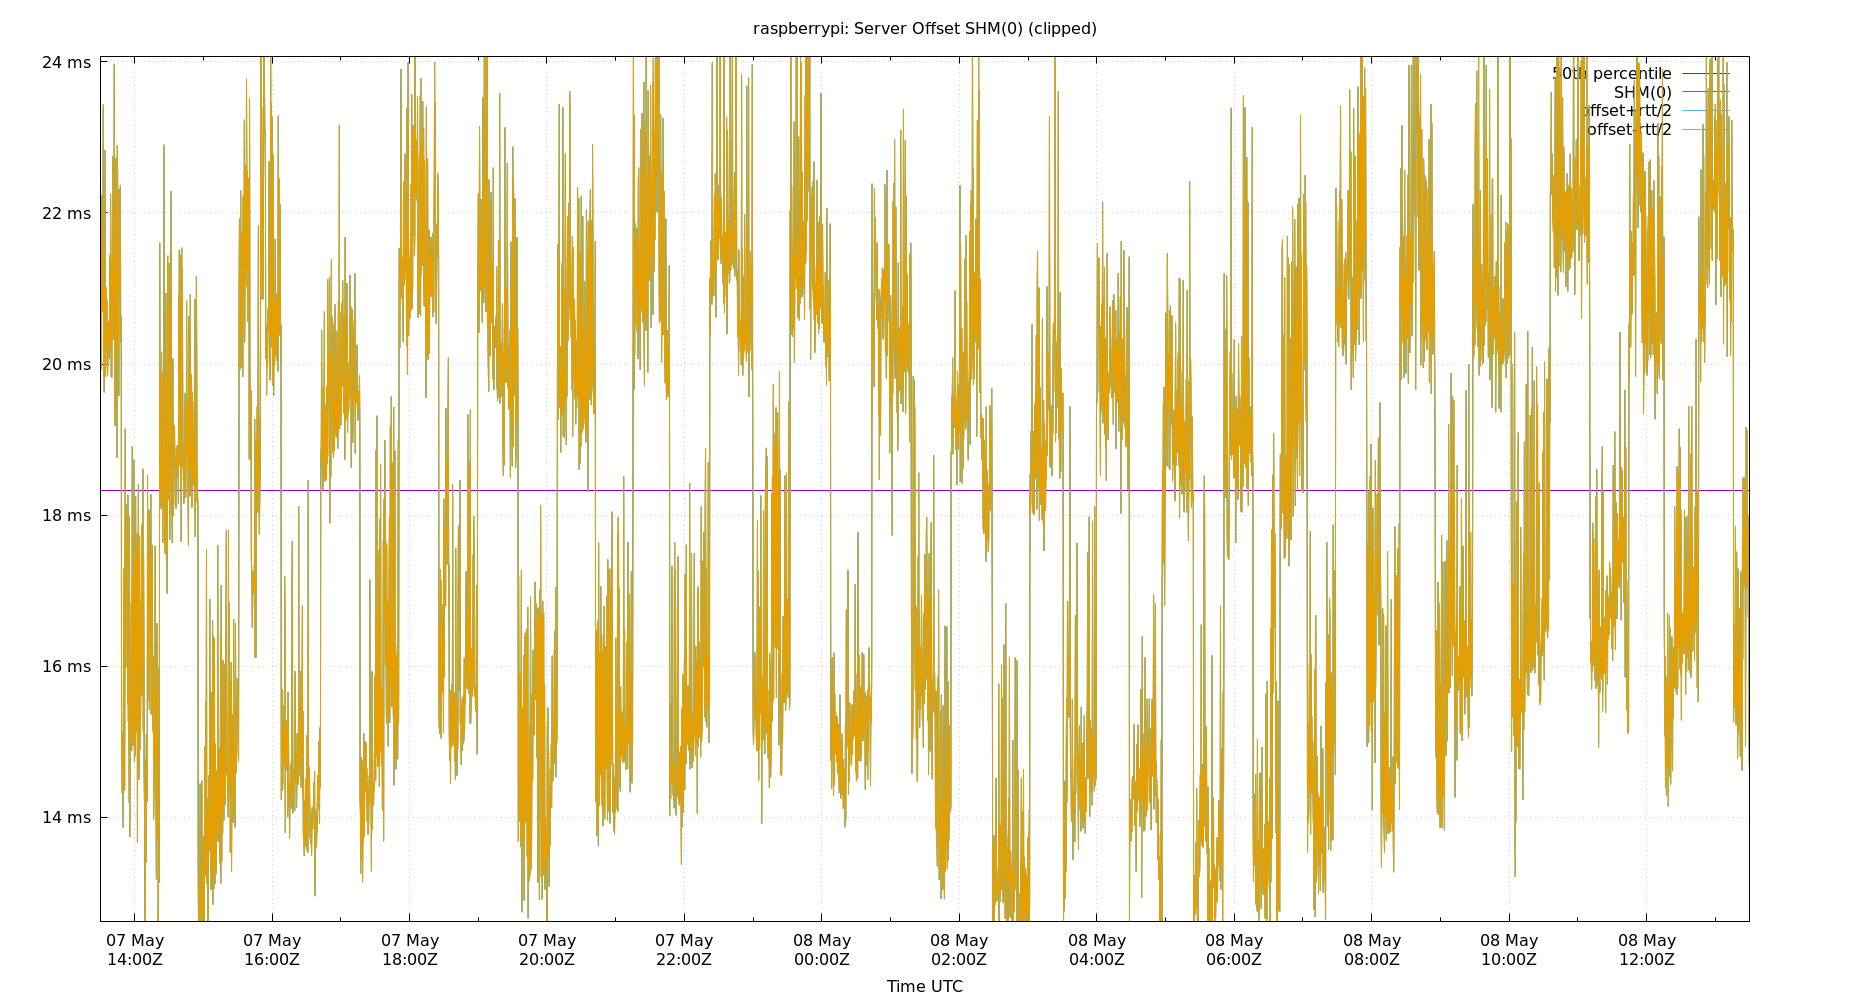 raspberrypi: Server Offset SHM(0) (clipped)
24 ms
22 ms
20 ms
18 ms
16 ms
14 ms
50th percentile
SHM(0)
offset+rtt/2
offset-rtt/2
07 May
14:00Z
07 May
16:00Z
07 May
18:00Z
07 May
20:00Z
07 May
22:00Z
08 May
00:00Z
08 May
02:00Z
08 May
04:00Z
08 May
06:00Z
08 May
08:00Z
08 May
10:00Z
08 May
12:00Z
Time UTC